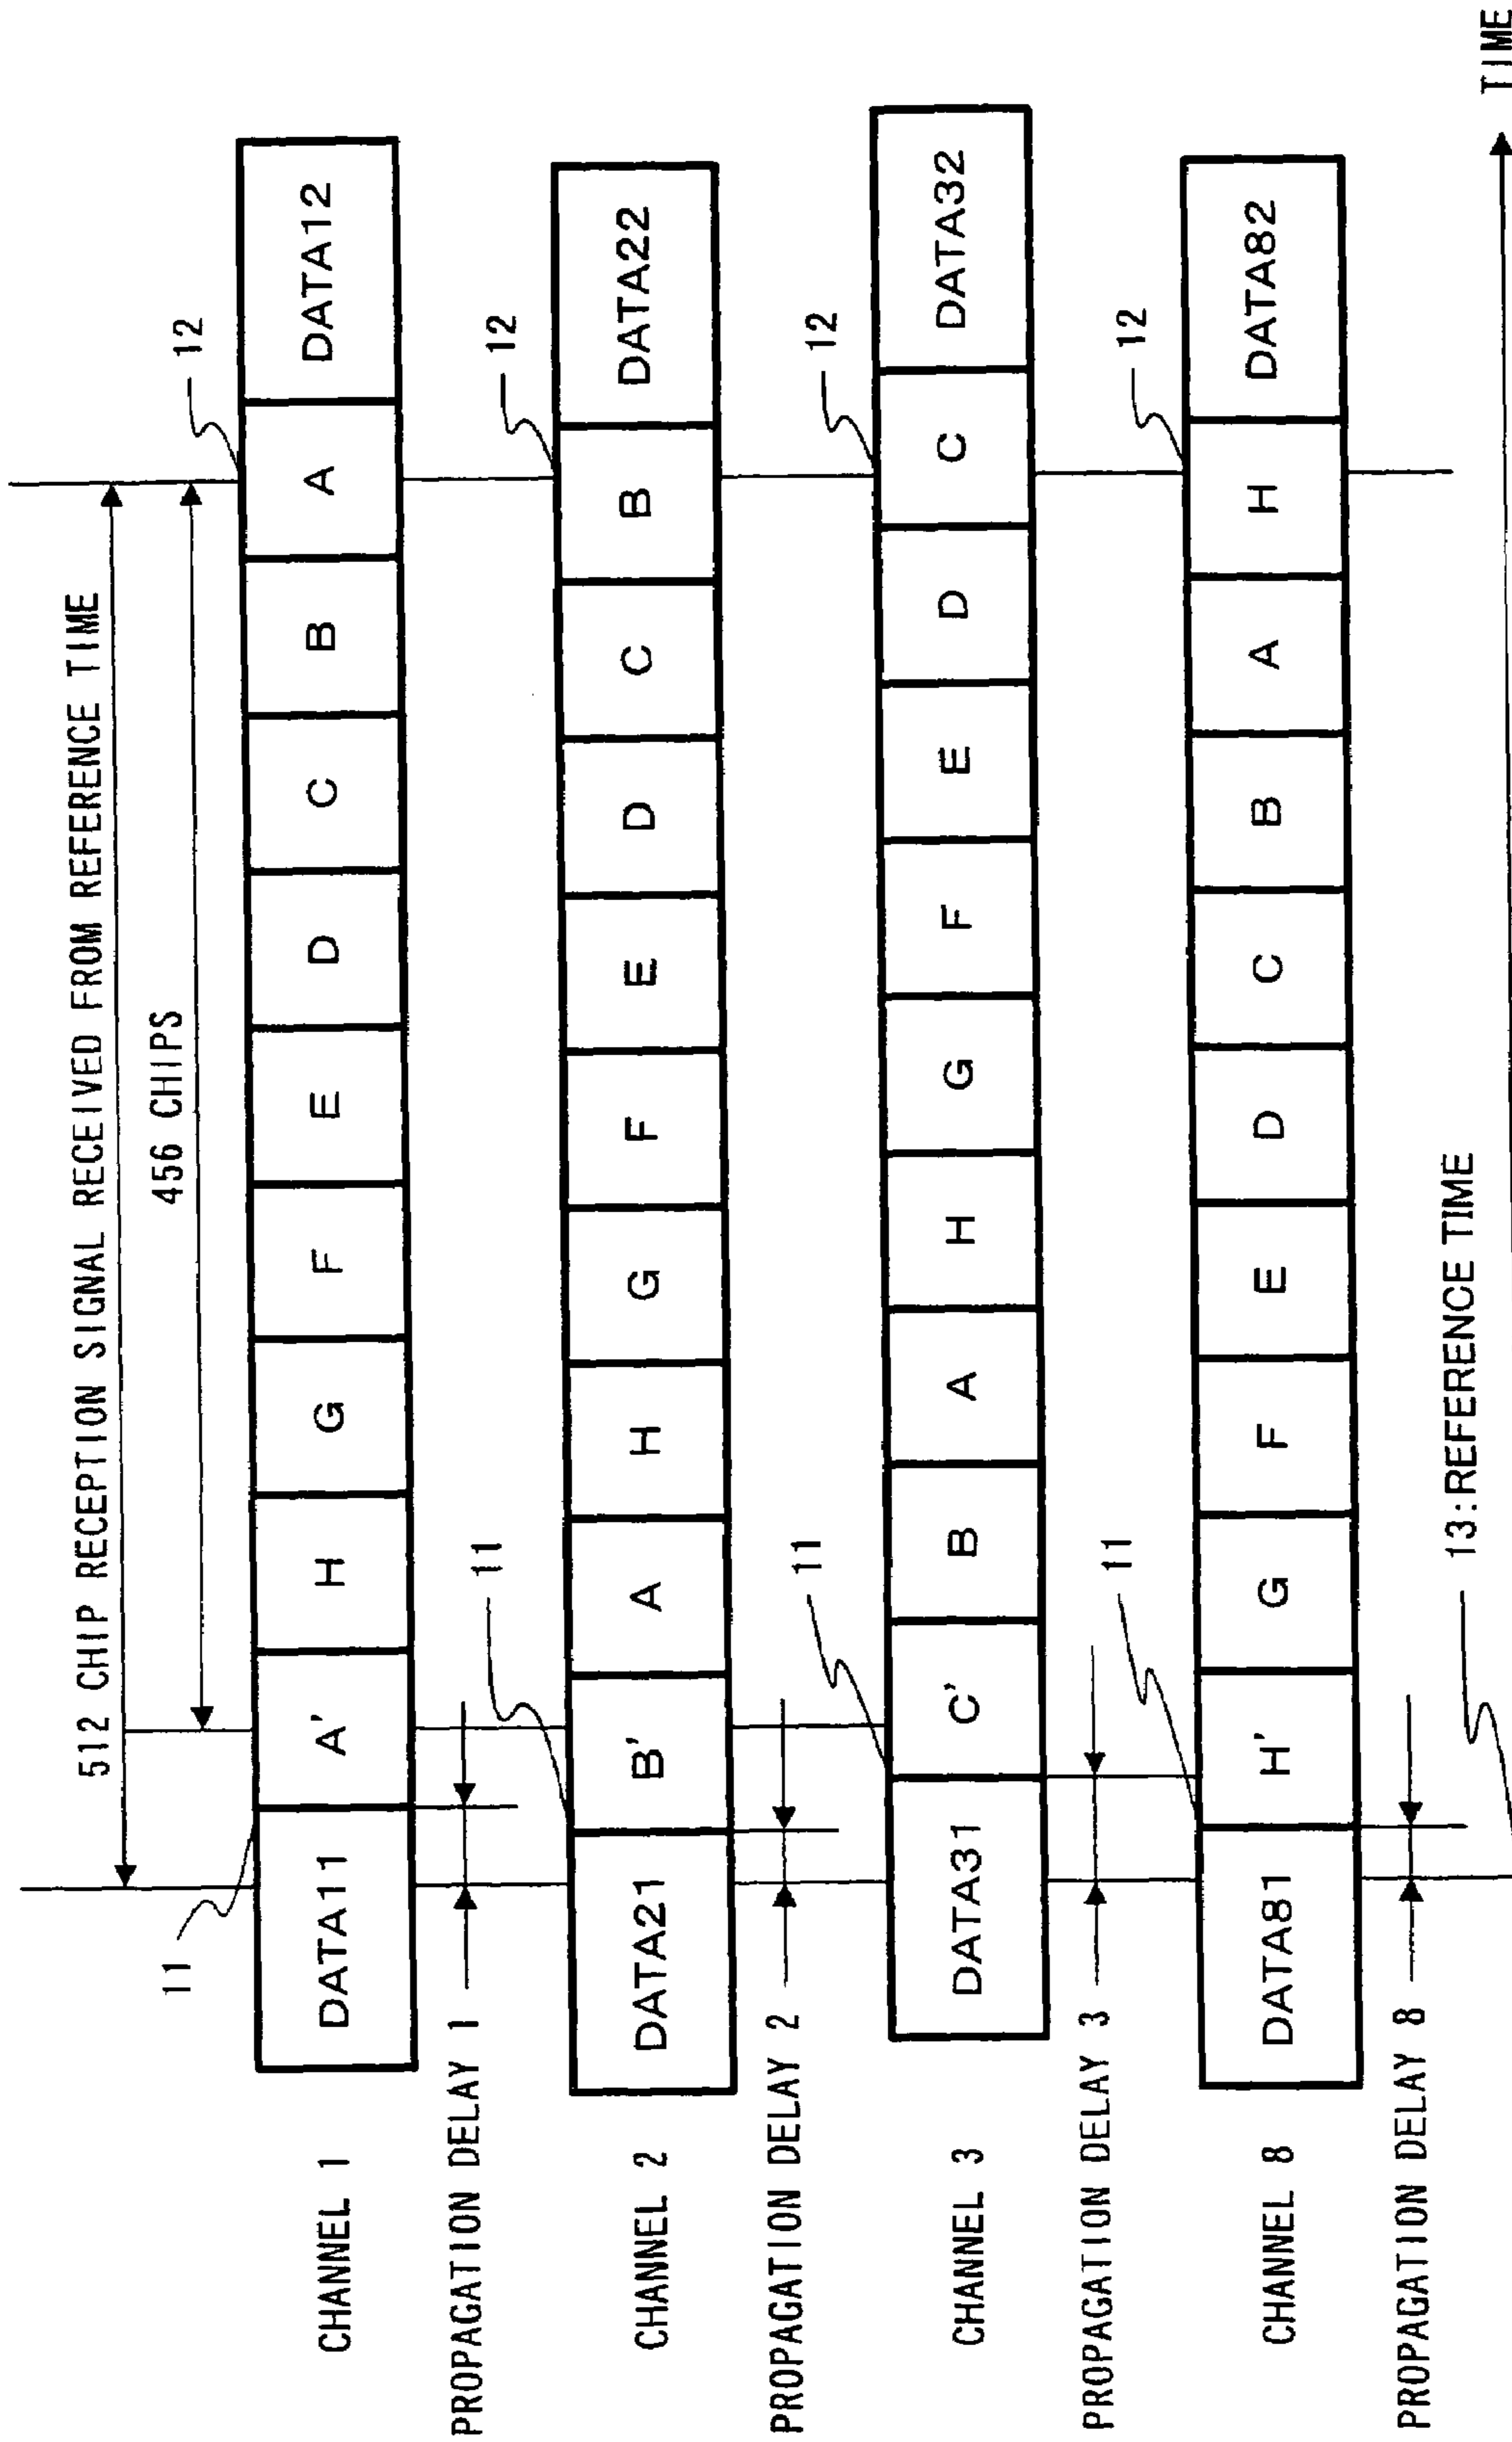 512 CHIP RECEPTION SIGNAL RECEIVED FROM REFERENCE TIME
456 CHIPS
11
12
CHANNEL 1
DATA11 A' H G F E D C B A DATA12
PROPAGATION DELAY 1
11
12
CHANNEL 2
DATA21 B' A H G F E D C B DATA22
PROPAGATION DELAY 2
11
12
CHANNEL 3
DATA31 C' B A H G F E D C DATA32
PROPAGATION DELAY 3
11
12
CHANNEL 8
DATA81 H' G F E D C B A H DATA82
PROPAGATION DELAY 8
13:REFERENCE TIME
TIME